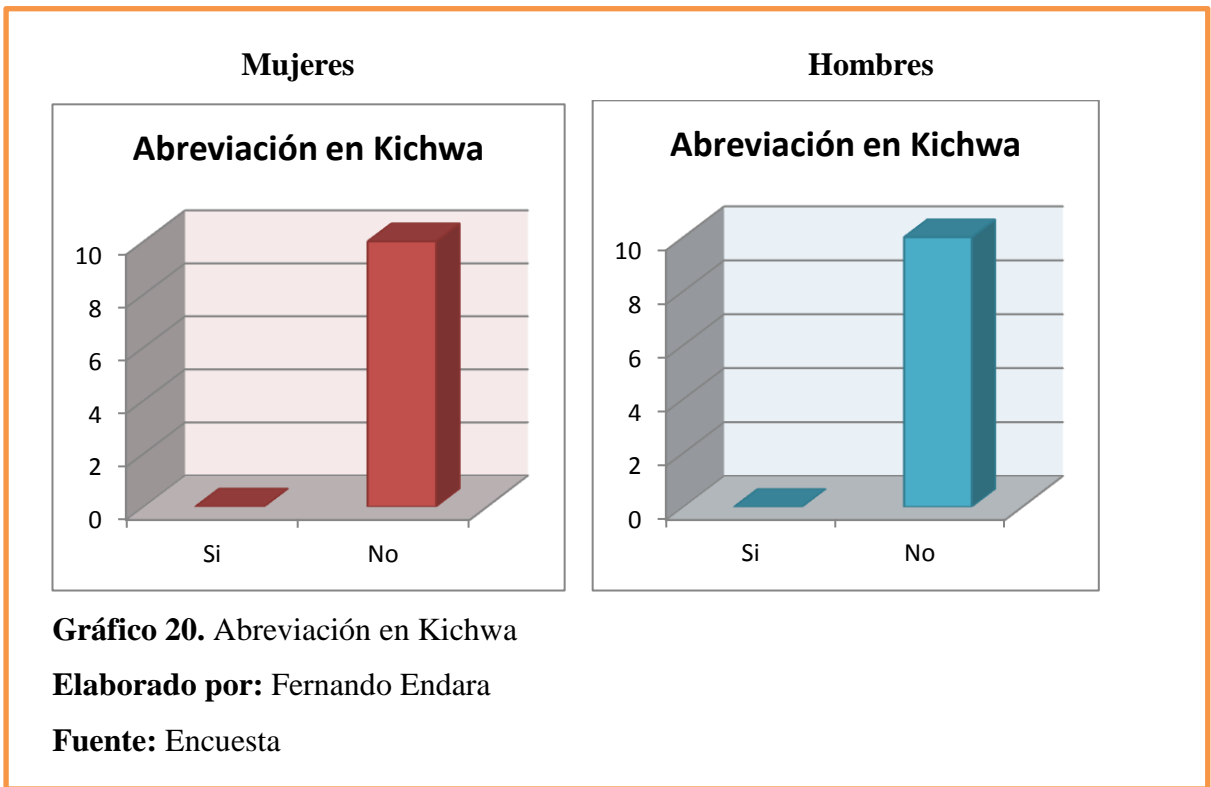 Mujeres
Hombres
Abreviación en Kichwa
10
8
6
4
2
0
Si No
Abreviación en Kichwa
10
8
6
4
2
0
Si No
Gráfico 20. Abreviación en Kichwa
Elaborado por: Fernando Endara
Fuente: Encuesta